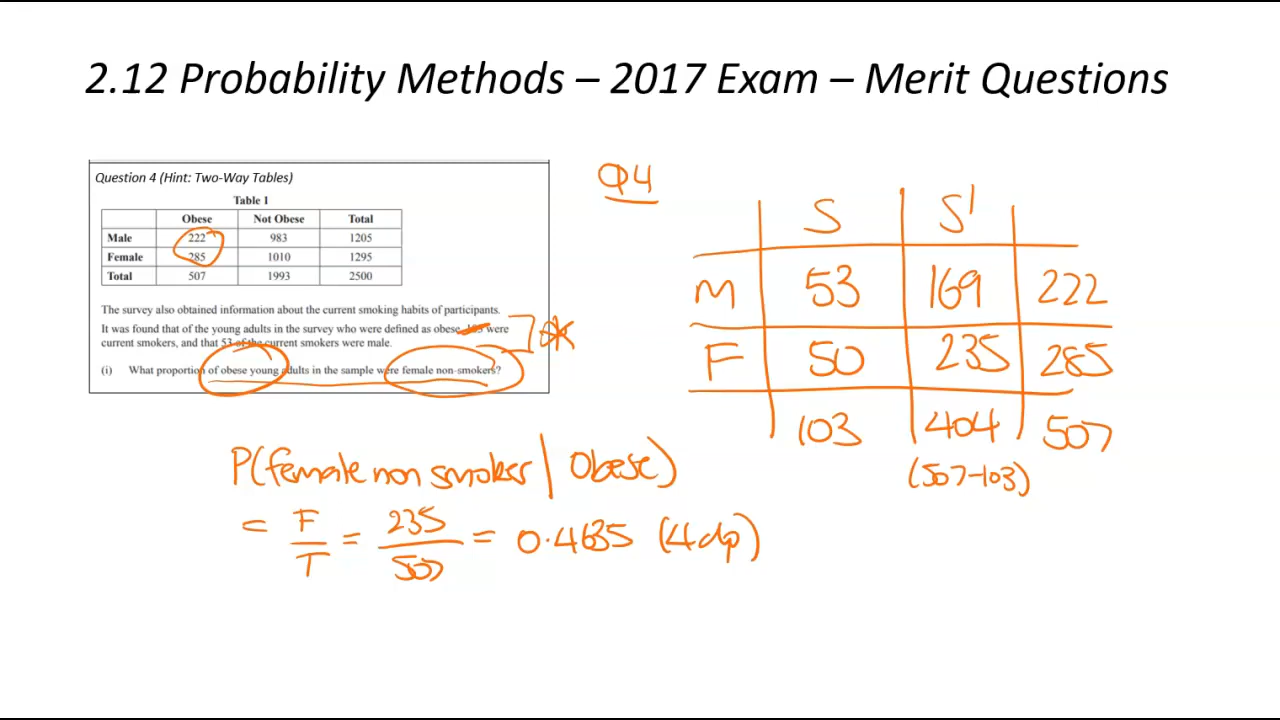 2.12 Probability Methods – 2017 Exam – Merit Questions
Question 4 (Hint: Two-Way Tables)
Table 1
Obese Not Obese Total
Male 222 983 1205
Female 285 1010 1295
Total 507 1993 2500
The survey also obtained information about the current smoking habits of participants.
It was found that of the young adults in the survey who were defined as obese, 103 were
current smokers, and that 53 of the current smokers were male.
(i) What proportion of obese young adults in the sample were female non-smokers?
Q4
S S'
M 53 169 222
F 50 235 285
103 404 507
(507-103)
P(female non smoker | Obese)
= F/T = 235/507 = 0.4635 (4dp)